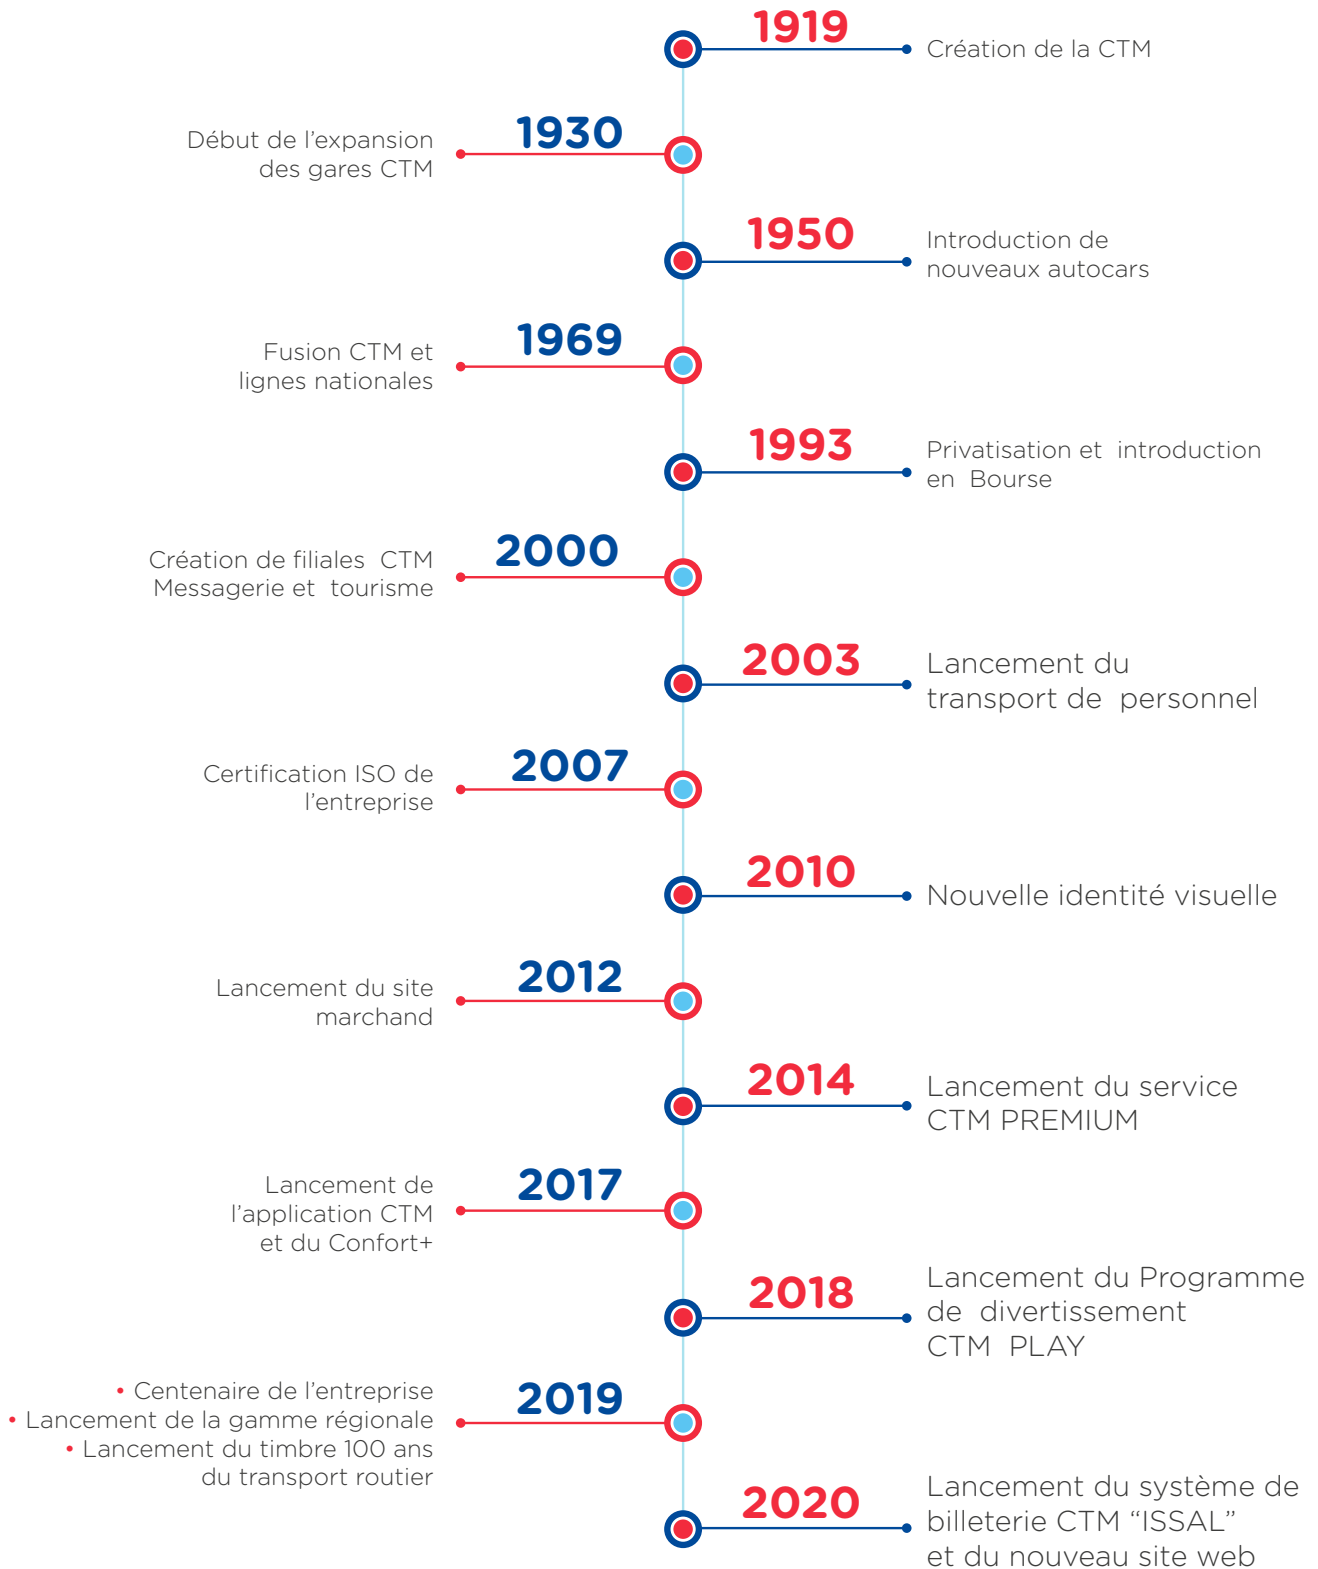 1919
Création de la CTM
1930
Début de l'expansion
des gares CTM
1950
Introduction de
nouveaux autocars
1969
Fusion CTM et
lignes nationales
1993
Privatisation et introduction
en Bourse
2000
Création de filiales CTM
Messagerie et tourisme
2003
Lancement du
transport de personnel
2007
Certification ISO de
l'entreprise
2010
Nouvelle identité visuelle
2012
Lancement du site
marchand
2014
Lancement du service
CTM PREMIUM
2017
Lancement de
l'application CTM
et du Confort+
2018
Lancement du Programme
de divertissement
CTM PLAY
2019
• Centenaire de l'entreprise
• Lancement de la gamme régionale
• Lancement du timbre 100 ans
du transport routier
2020
Lancement du système de
billeterie CTM “ISSAL”
et du nouveau site web